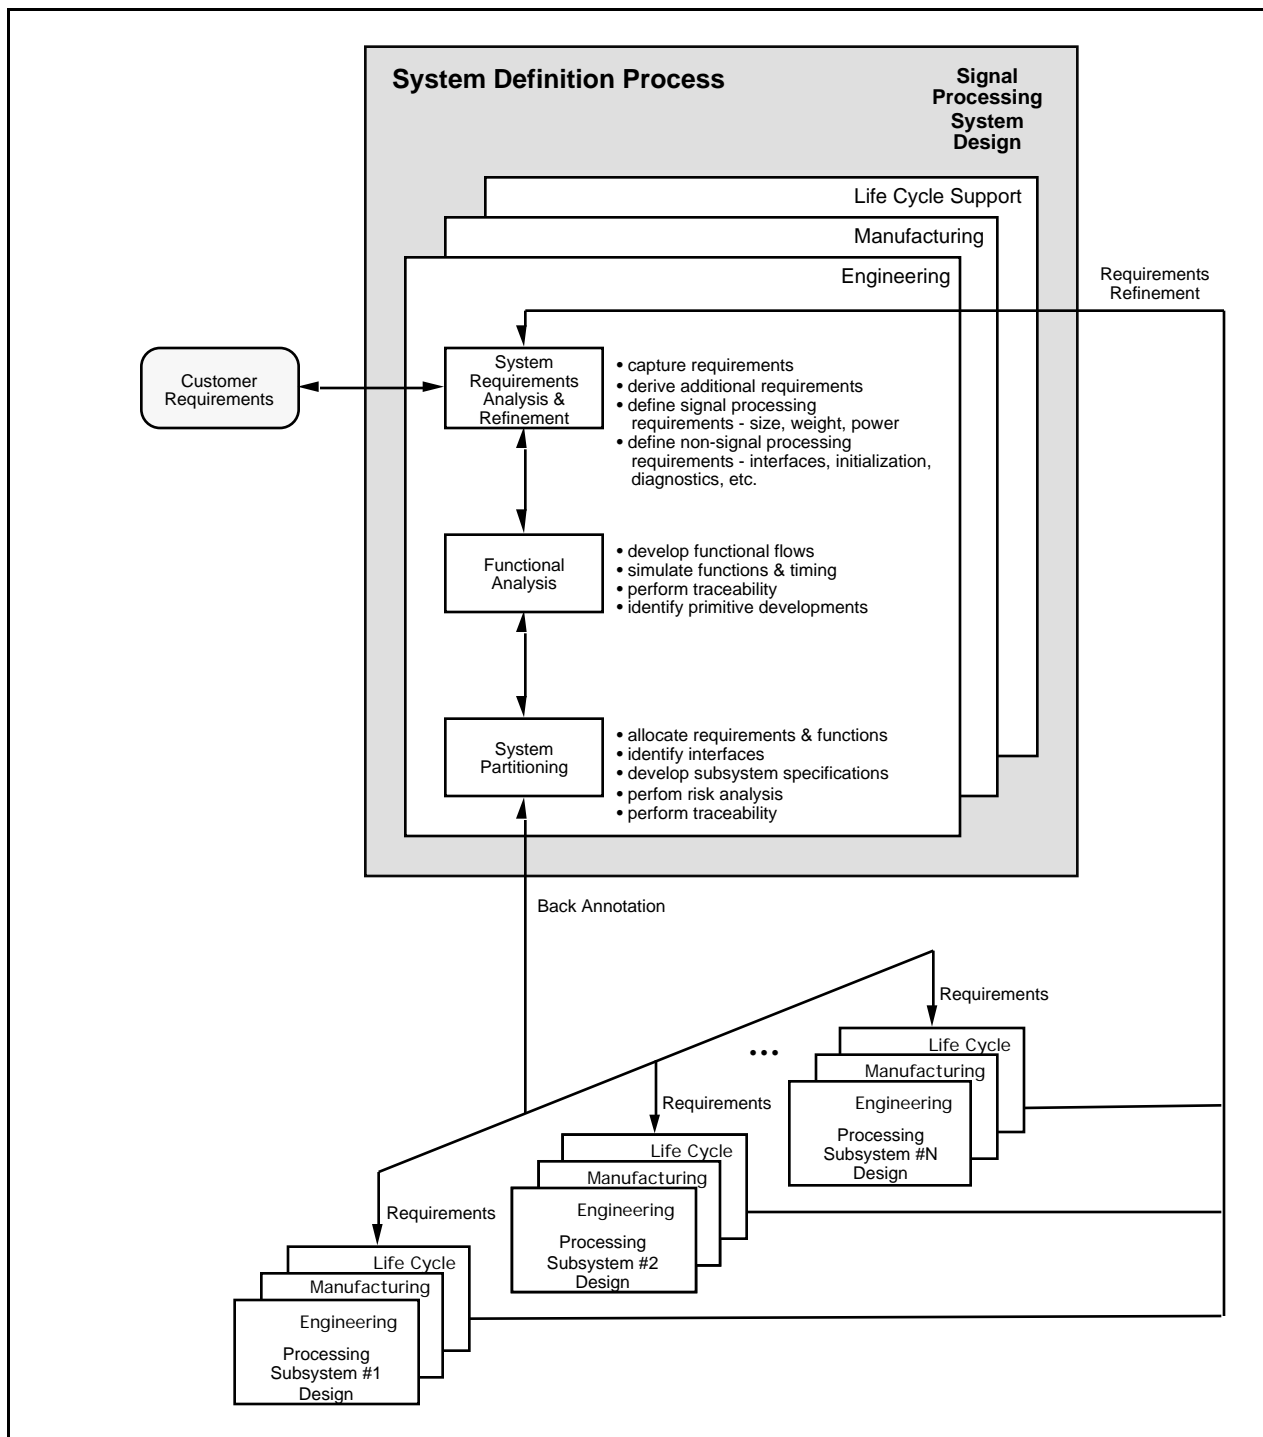 System Definition Process
Signal
Processing
System
Design
Life Cycle Support
Manufacturing
Engineering
Requirements
Refinement
Customer
Requirements
System
Requirements
Analysis &
Refinement
• capture requirements
• derive additional requirements
• define signal processing
requirements - size, weight, power
• define non-signal processing
requirements - interfaces, initialization,
diagnostics, etc.
Functional
Analysis
• develop functional flows
• simulate functions & timing
• perform traceability
• identify primitive developments
System
Partitioning
• allocate requirements & functions
• identify interfaces
• develop subsystem specifications
• perfom risk analysis
• perform traceability
Back Annotation
Requirements
...
Life Cycle
Manufacturing
Engineering
Processing
Subsystem #N
Design
Requirements
Life Cycle
Manufacturing
Engineering
Processing
Subsystem #2
Design
Requirements
Life Cycle
Manufacturing
Engineering
Processing
Subsystem #1
Design